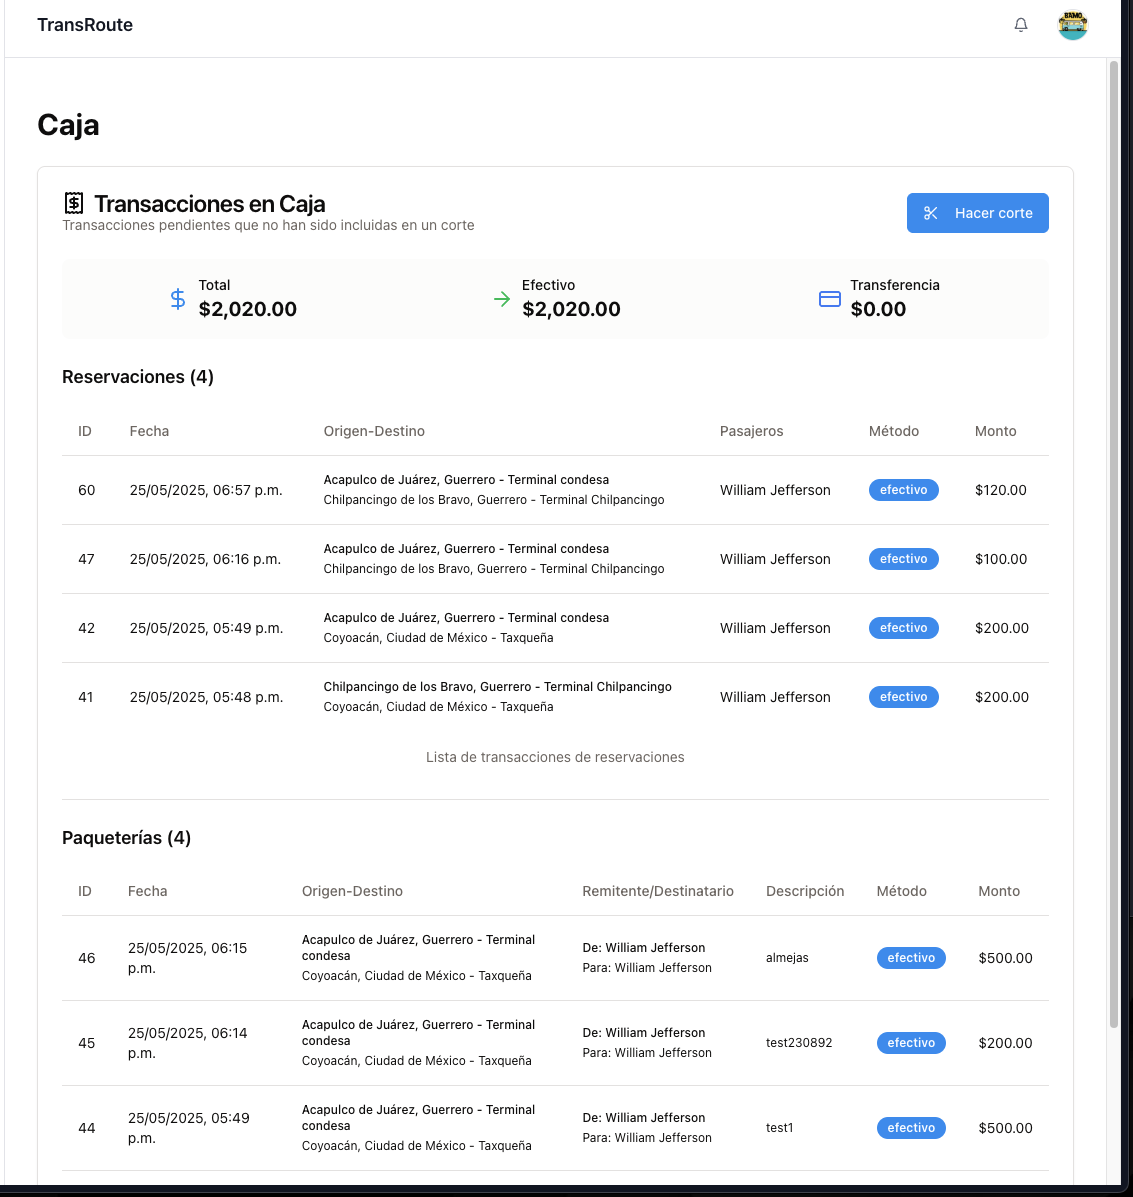 TransRoute
BAMO
Caja
Transacciones en Caja
Transacciones pendientes que no han sido incluidas en un corte
Hacer corte
Total
$2,020.00
Efectivo
$2,020.00
Transferencia
$0.00
Reservaciones (4)
ID Fecha Origen-Destino Pasajeros Método Monto
60 25/05/2025, 06:57 p.m. Acapulco de Juárez, Guerrero - Terminal condesa
Chilpancingo de los Bravo, Guerrero - Terminal Chilpancingo William Jefferson efectivo $120.00
47 25/05/2025, 06:16 p.m. Acapulco de Juárez, Guerrero - Terminal condesa
Chilpancingo de los Bravo, Guerrero - Terminal Chilpancingo William Jefferson efectivo $100.00
42 25/05/2025, 05:49 p.m. Acapulco de Juárez, Guerrero - Terminal condesa
Coyoacán, Ciudad de México - Taxqueña William Jefferson efectivo $200.00
41 25/05/2025, 05:48 p.m. Chilpancingo de los Bravo, Guerrero - Terminal Chilpancingo
Coyoacán, Ciudad de México - Taxqueña William Jefferson efectivo $200.00
Lista de transacciones de reservaciones
Paqueterías (4)
ID Fecha Origen-Destino Remitente/Destinatario Descripción Método Monto
46 25/05/2025, 06:15
p.m. Acapulco de Juárez, Guerrero - Terminal
condesa
Coyoacán, Ciudad de México - Taxqueña De: William Jefferson
Para: William Jefferson almejas efectivo $500.00
45 25/05/2025, 06:14
p.m. Acapulco de Juárez, Guerrero - Terminal
condesa
Coyoacán, Ciudad de México - Taxqueña De: William Jefferson
Para: William Jefferson test230892 efectivo $200.00
44 25/05/2025, 05:49
p.m. Acapulco de Juárez, Guerrero - Terminal
condesa
Coyoacán, Ciudad de México - Taxqueña De: William Jefferson
Para: William Jefferson test1 efectivo $500.00